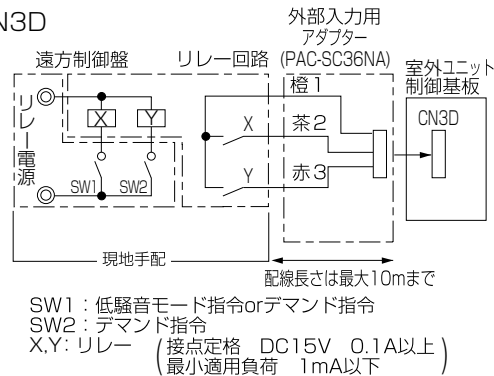 CN3D
外部入力用
アダプター
(PAC-SC36NA)
遠方制御盤
リレー回路
室外ユニット
制御基板
リレー電源
X
Y
SW1
SW2
X
Y
橙1
茶2
赤3
CN3D
現地手配
配線長さは最大10mまで
SW1：低騒音モード指令orデマンド指令
SW2：デマンド指令
X,Y：リレー
(接点定格 DC15V 0.1A以上
最小適用負荷 1mA以下)